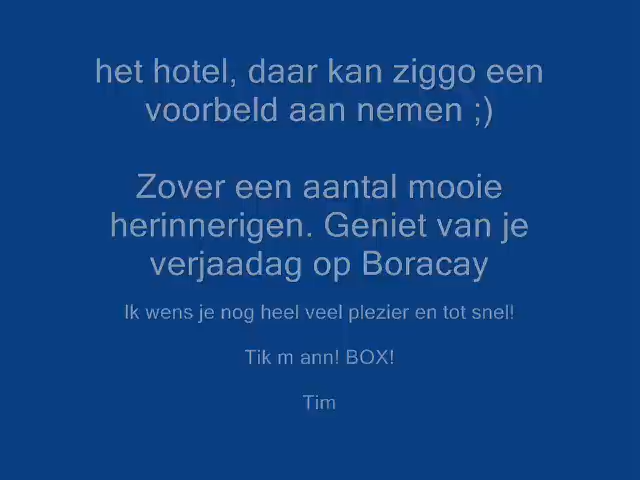 het hotel, daar kan ziggo een
voorbeld aan nemen ;)
Zover een aantal mooie
herinnerigen. Geniet van je
verjaadag op Boracay
Ik wens je nog heel veel plezier en tot snel!
Tik m ann! BOX!
Tim